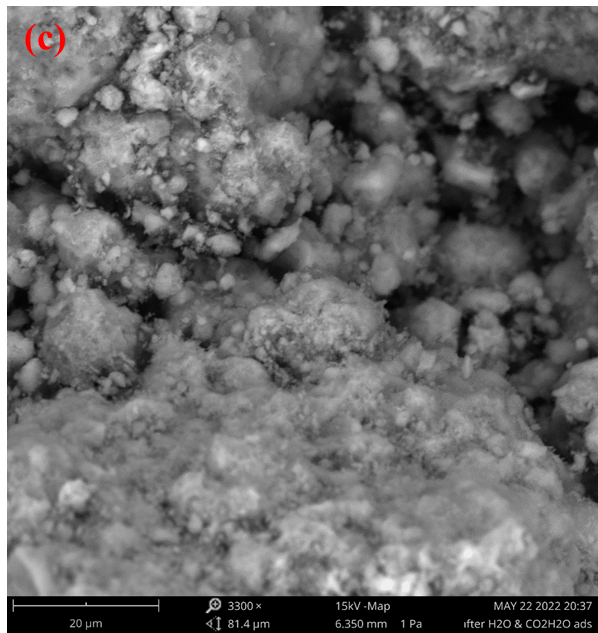 (c)
3300 × 15kV -Map MAY 22 2022 20:37
20 µm 81.4 µm 6.350 mm 1 Pa after H2O & CO2H2O ads